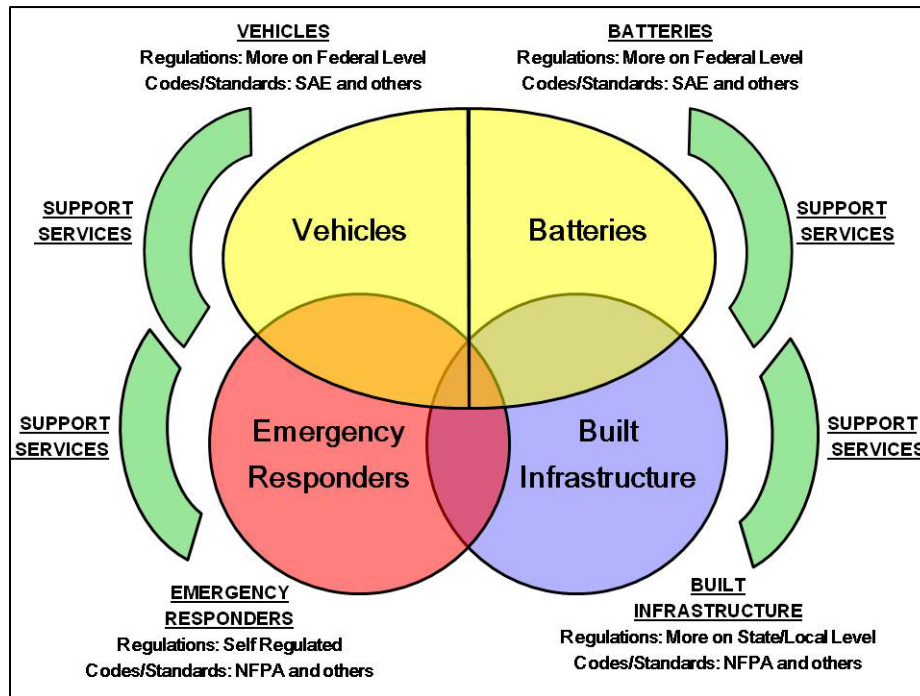 VEHICLES
Regulations: More on Federal Level
Codes/Standards: SAE and others
BATTERIES
Regulations: More on Federal Level
Codes/Standards: SAE and others
SUPPORT
SERVICES
Vehicles
Batteries
SUPPORT
SERVICES
SUPPORT
SERVICES
Emergency
Responders
Built
Infrastructure
SUPPORT
SERVICES
EMERGENCY
RESPONDERS
Regulations: Self Regulated
Codes/Standards: NFPA and others
BUILT
INFRASTRUCTURE
Regulations: More on State/Local Level
Codes/Standards: NFPA and others